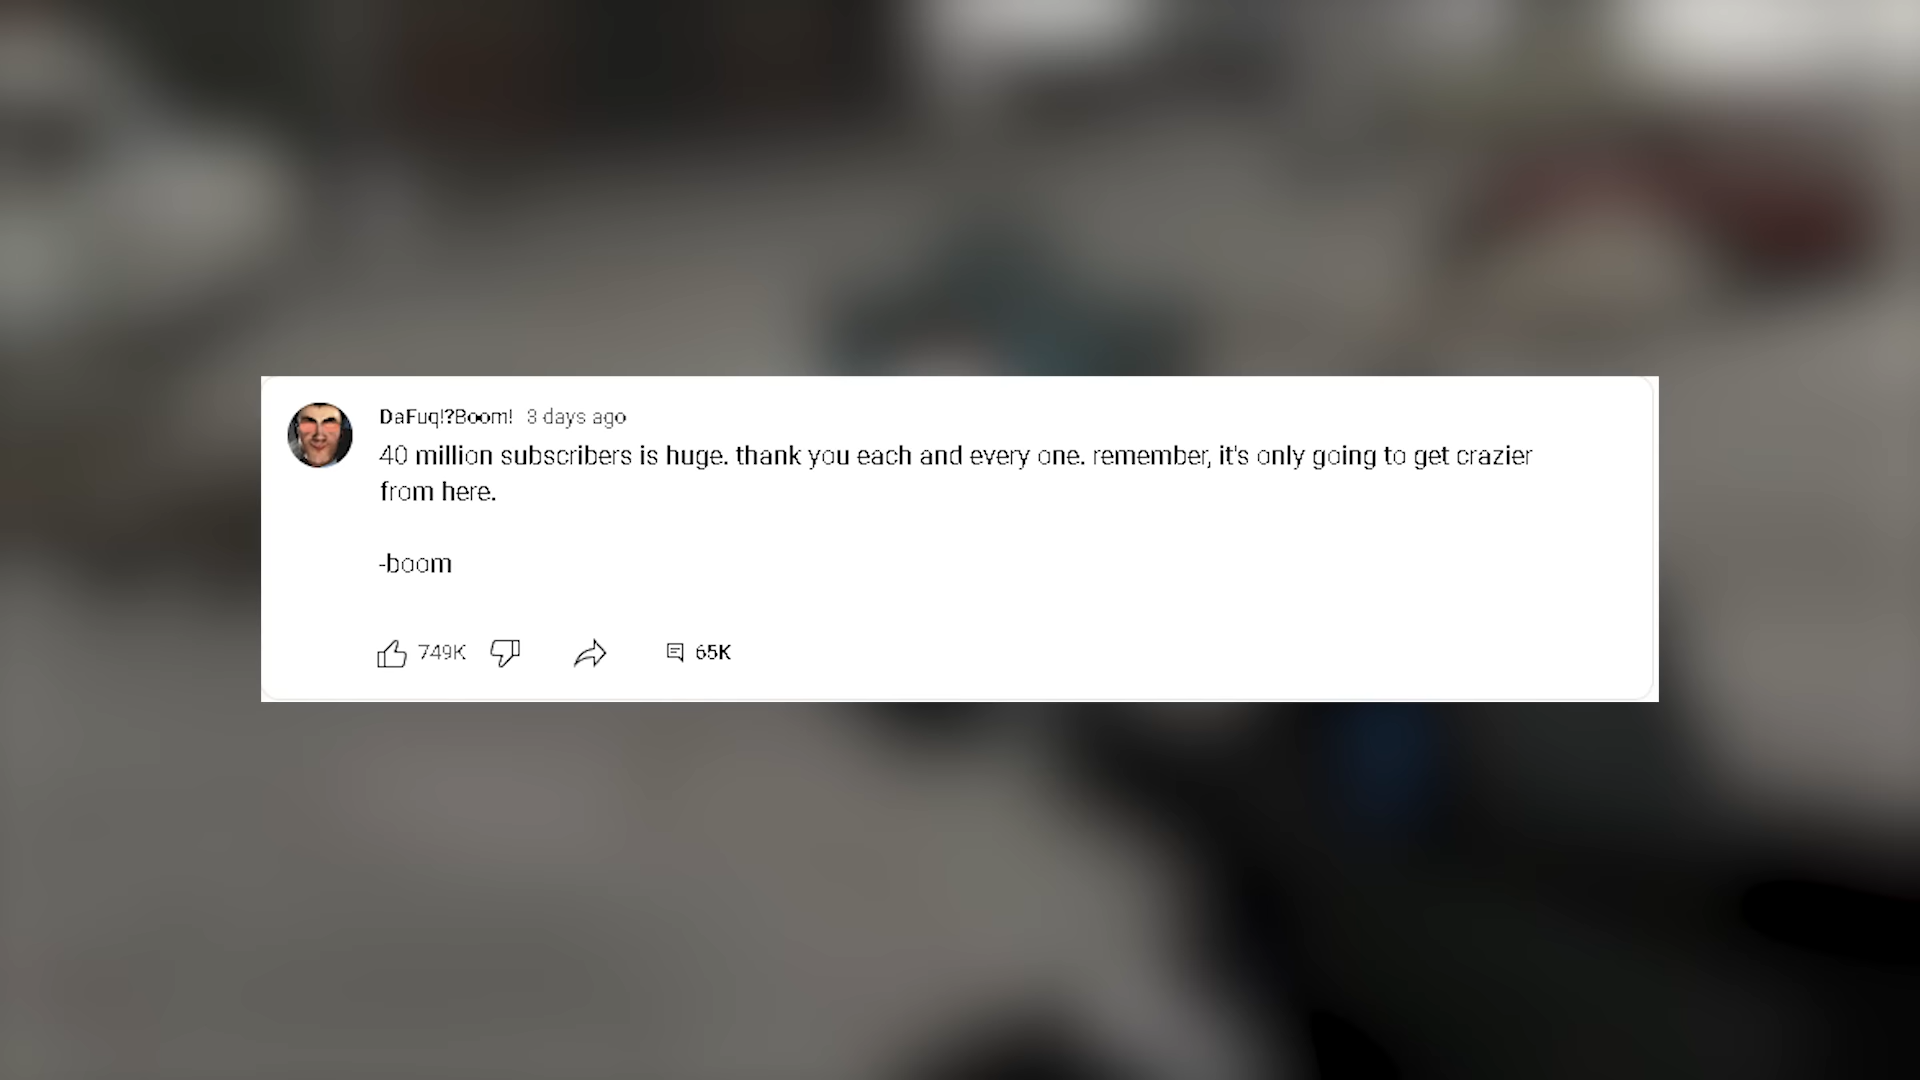 DaFuq!?Boom! 3 days ago
40 million subscribers is huge. thank you each and every one. remember, it's only going to get crazier
from here.
-boom
749K 65K